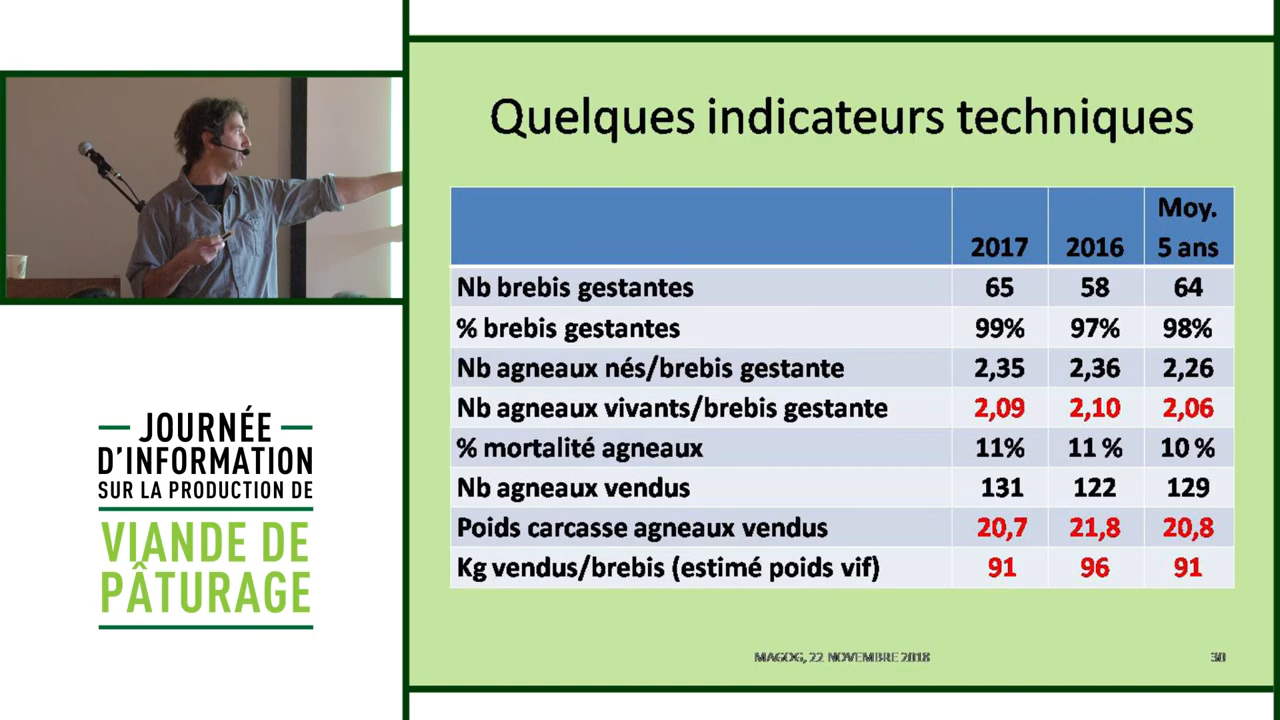 Quelques indicateurs techniques
2017 2016 Moy. 5 ans
Nb brebis gestantes 65 58 64
% brebis gestantes 99% 97% 98%
Nb agneaux nés/brebis gestante 2,35 2,36 2,26
Nb agneaux vivants/brebis gestante 2,09 2,10 2,06
% mortalité agneaux 11% 11 % 10 %
Nb agneaux vendus 131 122 129
Poids carcasse agneaux vendus 20,7 21,8 20,8
Kg vendus/brebis (estimé poids vif) 91 96 91
MAGOG, 22 NOVEMBRE 2018 30
JOURNÉE
D'INFORMATION
SUR LA PRODUCTION DE
VIANDE DE
PÂTURAGE